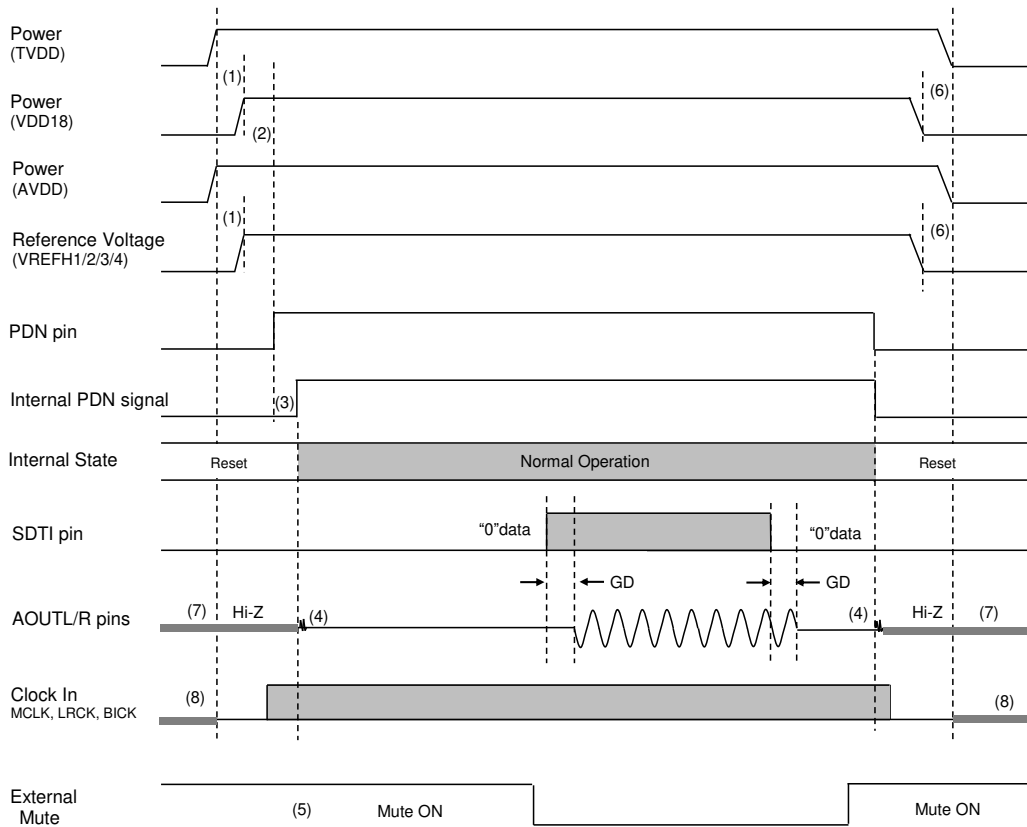 Power
(TVDD)
(1)
(6)
Power
(VDD18)
(2)
Power
(AVDD)
(1)
(6)
Reference Voltage
(VREFH1/2/3/4)
PDN pin
Internal PDN signal
(3)
Internal State
Reset
Normal Operation
Reset
SDTI pin
“0”data
“0”data
GD
GD
AOUTL/R pins
(7)
Hi-Z
(4)
(4)
Hi-Z
(7)
Clock In
MCLK, LRCK, BICK
(8)
(8)
External
Mute
(5)
Mute ON
Mute ON